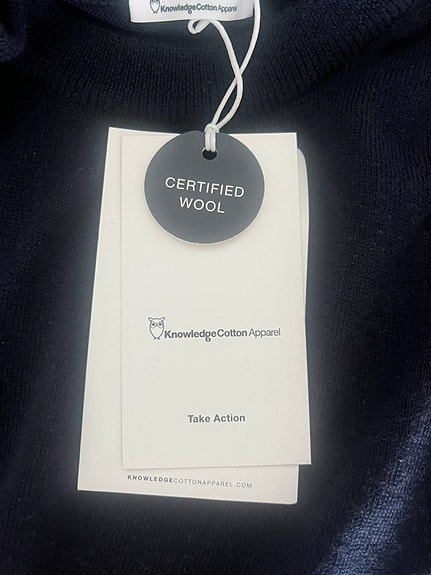 KnowledgeCotton Apparel
CERTIFIED
WOOL
KnowledgeCotton Apparel
Take Action
KNOWLEDGECOTTONAPPAREL.COM